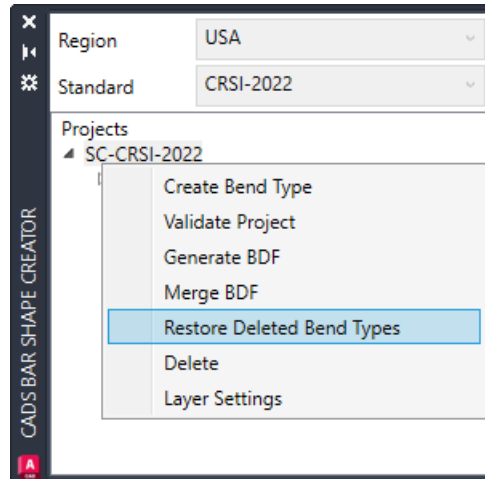 Region USA
Standard CRSI-2022
Projects
SC-CRSI-2022
Create Bend Type
Validate Project
Generate BDF
Merge BDF
Restore Deleted Bend Types
Delete
Layer Settings
CADS BAR SHAPE CREATOR
A
CAD